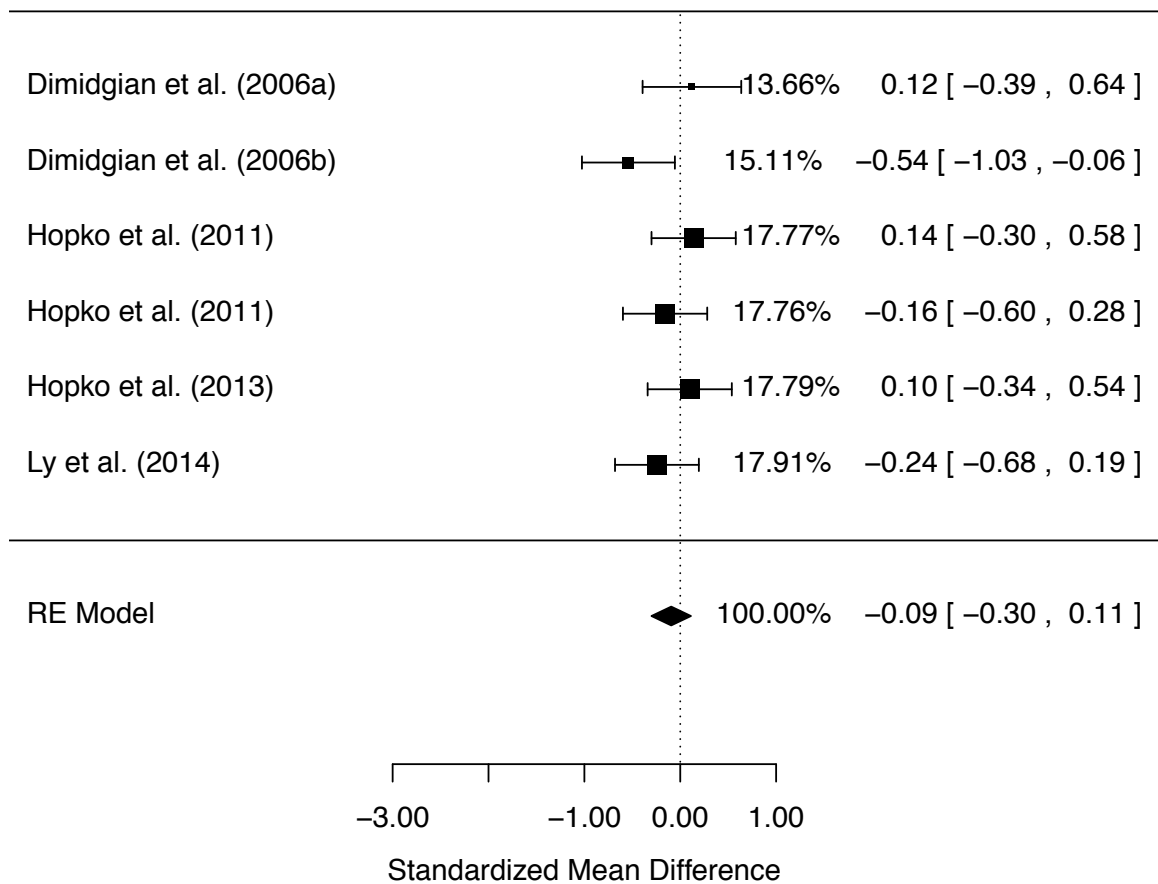 Dimidgian et al. (2006a) 13.66% 0.12 [ −0.39 , 0.64 ]
Dimidgian et al. (2006b) 15.11% −0.54 [ −1.03 , −0.06 ]
Hopko et al. (2011) 17.77% 0.14 [ −0.30 , 0.58 ]
Hopko et al. (2011) 17.76% −0.16 [ −0.60 , 0.28 ]
Hopko et al. (2013) 17.79% 0.10 [ −0.34 , 0.54 ]
Ly et al. (2014) 17.91% −0.24 [ −0.68 , 0.19 ]
RE Model 100.00% −0.09 [ −0.30 , 0.11 ]
−3.00 −1.00 0.00 1.00
Standardized Mean Difference